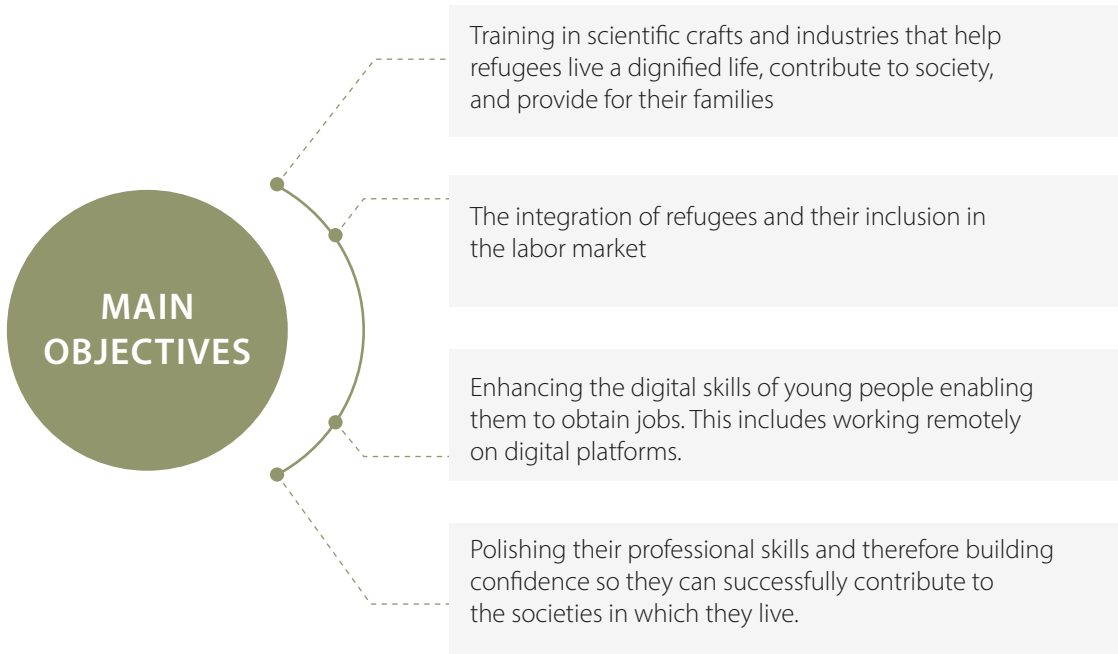 MAIN
OBJECTIVES
Training in scientific crafts and industries that help
refugees live a dignified life, contribute to society,
and provide for their families
The integration of refugees and their inclusion in
the labor market
Enhancing the digital skills of young people enabling
them to obtain jobs. This includes working remotely
on digital platforms.
Polishing their professional skills and therefore building
confidence so they can successfully contribute to
the societies in which they live.